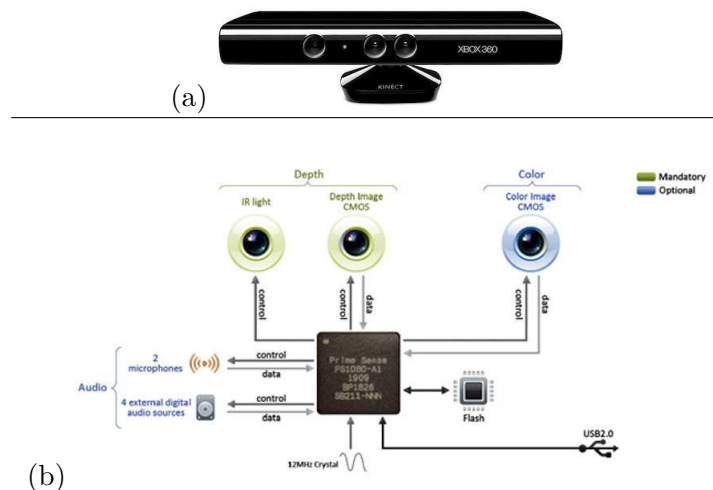 XBOX 360
KINECT
(a)
Depth
Color
Mandatory
Optional
IR light
Depth Image
CMOS
Color Image
CMOS
control
control
data
control
data
Prime Sense
PS1080-A1
1909
BP1826
SB211-NNN
Audio
2
microphones
control
data
4 external digital
audio sources
control
data
Flash
12MHz Crystal
USB2.0
(b)